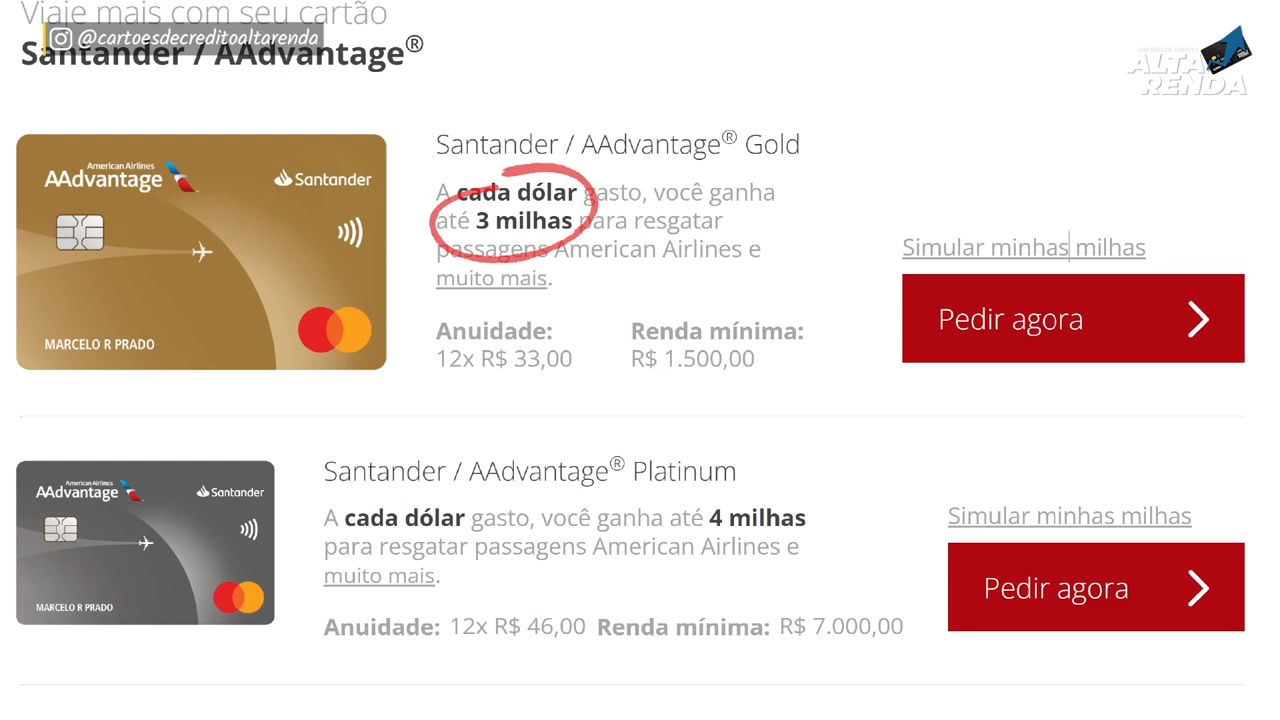 Viaje mais com seu cartão
@cartoesdecreditoaltarenda
Santander / AAdvantage®
CARTÕES DE CRÉDITO
ALTA
RENDA
American Airlines
AAdvantage
Santander
MARCELO R PRADO
Santander / AAdvantage® Gold
A cada dólar gasto, você ganha
até 3 milhas para resgatar
passagens American Airlines e
muito mais.
Anuidade: Renda mínima:
12x R$ 33,00 R$ 1.500,00
Simular minhas milhas
Pedir agora
American Airlines
AAdvantage
Santander
MARCELO R PRADO
Santander / AAdvantage® Platinum
A cada dólar gasto, você ganha até 4 milhas
para resgatar passagens American Airlines e
muito mais.
Anuidade: 12x R$ 46,00 Renda mínima: R$ 7.000,00
Simular minhas milhas
Pedir agora